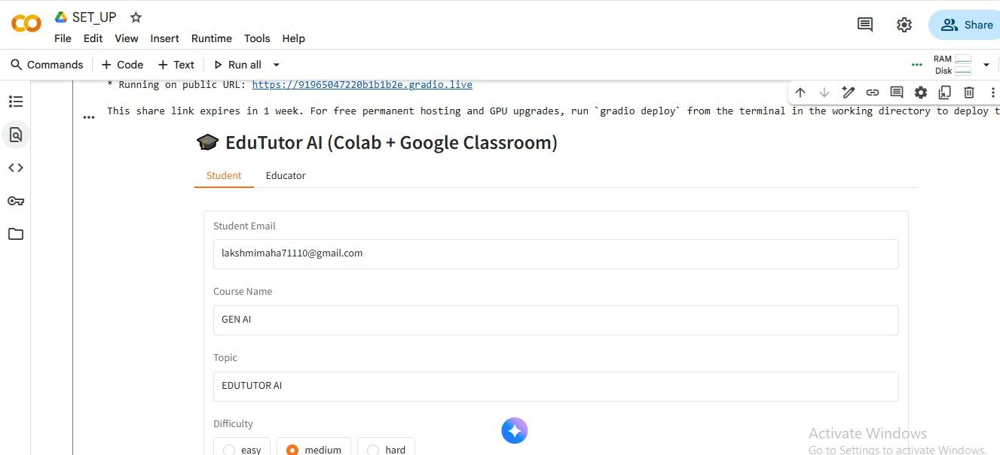 SET_UP
File Edit View Insert Runtime Tools Help
Share
Commands + Code + Text Run all
RAM
Disk
* Running on public URL: https://91965047220b1b1b2e.gradio.live
This share link expires in 1 week. For free permanent hosting and GPU upgrades, run `gradio deploy` from the terminal in the working directory to deploy t
EduTutor AI (Colab + Google Classroom)
Student Educator
Student Email
lakshmimaha71110@gmail.com
Course Name
GEN AI
Topic
EDUTUTOR AI
Difficulty
easy medium hard
Activate Windows
Go to Settings to activate Windows.